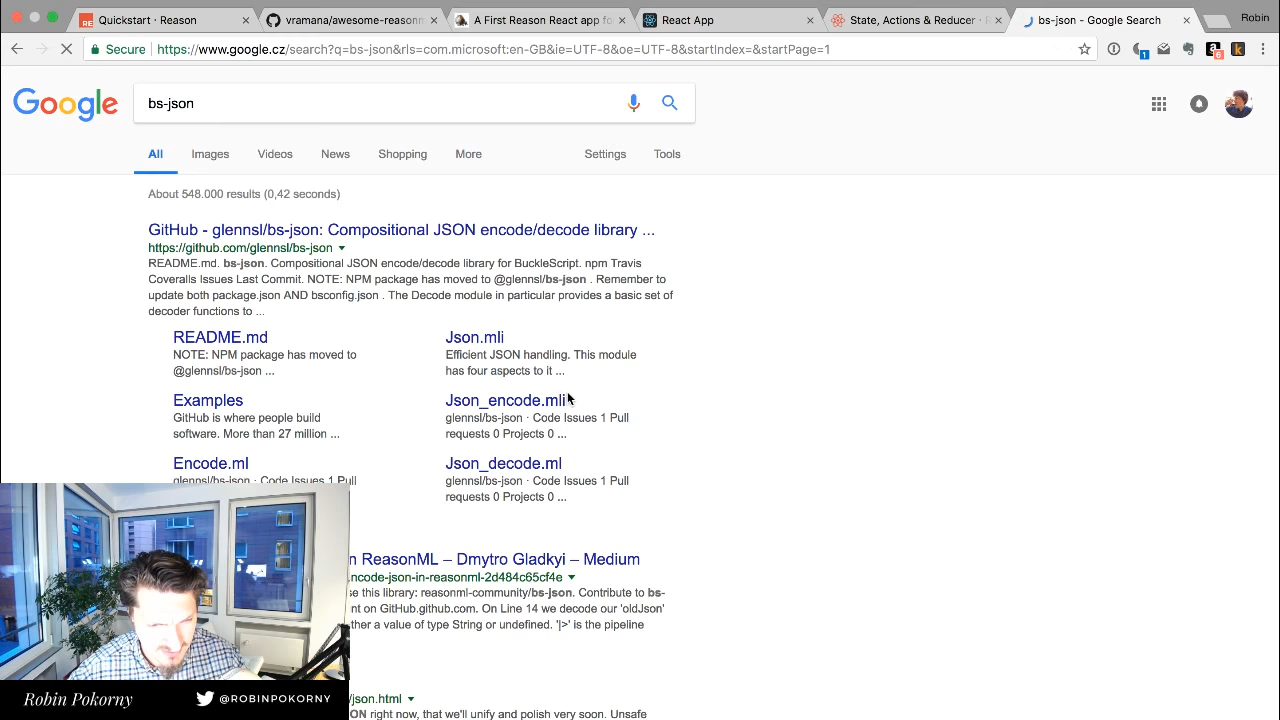 Quickstart · Reason
vramana/awesome-reasonm
A First Reason React app fo
React App
State, Actions & Reducer · R
bs-json - Google Search
Robin
Secure
https://www.google.cz/search?q=bs-json&rls=com.microsoft:en-GB&ie=UTF-8&oe=UTF-8&startIndex=&startPage=1
1
6
Google
bs-json
All
Images
Videos
News
Shopping
More
Settings
Tools
About 548.000 results (0,42 seconds)
GitHub - glennsl/bs-json: Compositional JSON encode/decode library ...
https://github.com/glennsl/bs-json
README.md. bs-json. Compositional JSON encode/decode library for BuckleScript. npm Travis
Coveralls Issues Last Commit. NOTE: NPM package has moved to @glennsl/bs-json . Remember to
update both package.json AND bsconfig.json . The Decode module in particular provides a basic set of
decoder functions to ...
README.md
NOTE: NPM package has moved to
@glennsl/bs-json ...
Json.mli
Efficient JSON handling. This module
has four aspects to it ...
Examples
GitHub is where people build
software. More than 27 million ...
Json_encode.mli
glennsl/bs-json · Code Issues 1 Pull
requests 0 Projects 0 ...
Encode.ml
glennsl/bs-json · Code Issues 1 Pull
Json_decode.ml
glennsl/bs-json · Code Issues 1 Pull
requests 0 Projects 0 ...
n ReasonML – Dmytro Gladkyi – Medium
ncode-json-in-reasonml-2d484c65cf4e
se this library: reasonml-community/bs-json. Contribute to bs-
nt on GitHub.github.com. On Line 14 we decode our 'oldJson'
ther a value of type String or undefined. '|>' is the pipeline
/json.html
ON right now, that we'll unify and polish very soon. Unsafe
Robin Pokorny
@ROBINPOKORNY